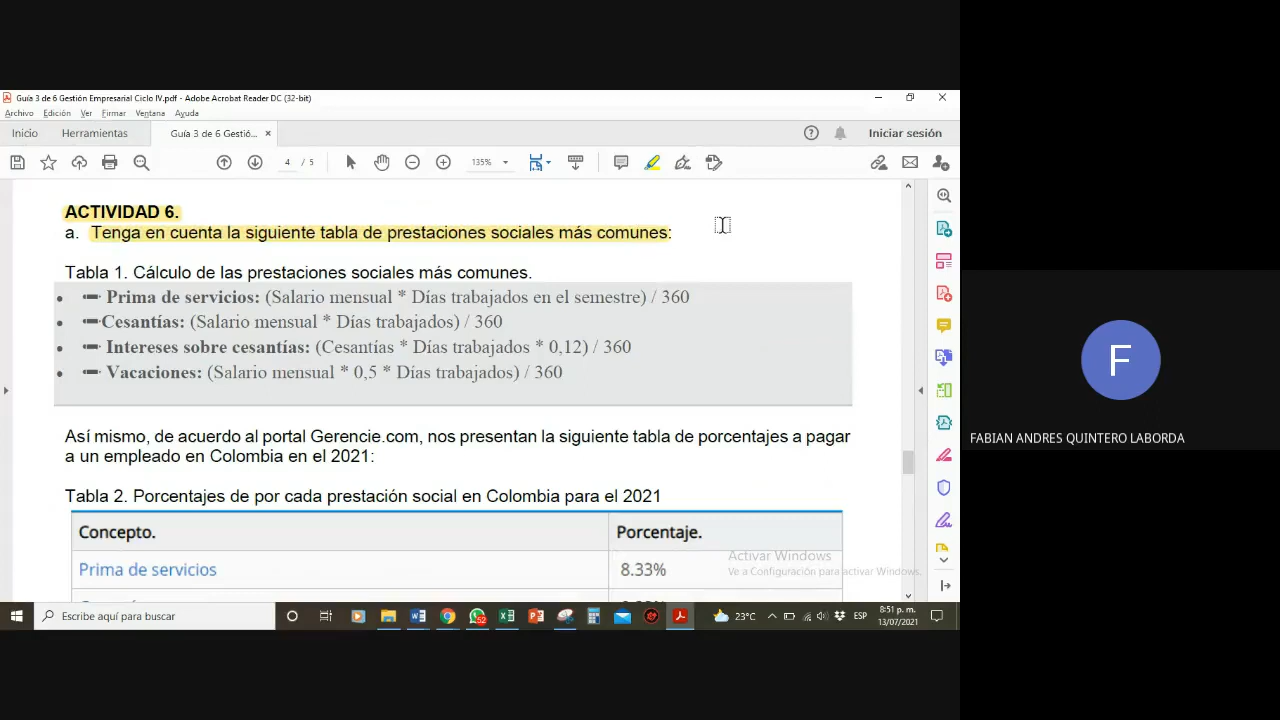 Guía 3 de 6 Gestión Empresarial Ciclo IV.pdf - Adobe Acrobat Reader DC (32-bit)
Archivo Edición Ver Firmar Ventana Ayuda
Inicio Herramientas Guía 3 de 6 Gestió... Iniciar sesión
4 / 5 135%
ACTIVIDAD 6.
a. Tenga en cuenta la siguiente tabla de prestaciones sociales más comunes:
Tabla 1. Cálculo de las prestaciones sociales más comunes.
Prima de servicios: (Salario mensual * Días trabajados en el semestre) / 360
Cesantías: (Salario mensual * Días trabajados) / 360
Intereses sobre cesantías: (Cesantías * Días trabajados * 0,12) / 360
Vacaciones: (Salario mensual * 0,5 * Días trabajados) / 360
Así mismo, de acuerdo al portal Gerencie.com, nos presentan la siguiente tabla de porcentajes a pagar
a un empleado en Colombia en el 2021:
Tabla 2. Porcentajes de por cada prestación social en Colombia para el 2021
Concepto. Porcentaje.
Prima de servicios 8.33%
Activar Windows
Ve a Configuración para activar Windows.
Escribe aquí para buscar
52
23°C
ESP
8:51 p. m.
13/07/2021
F
FABIAN ANDRES QUINTERO LABORDA